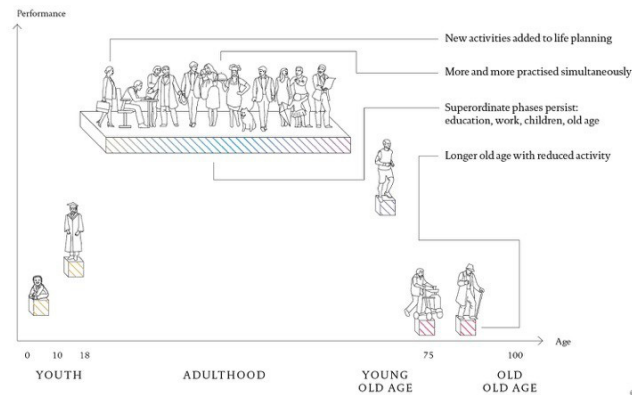 Performance
New activities added to life planning
More and more practised simultaneously
Superordinate phases persist:
education, work, children, old age
Longer old age with reduced activity
Age
0 10 18 75 100
YOUTH ADULTHOOD YOUNG OLD
OLD AGE OLD AGE